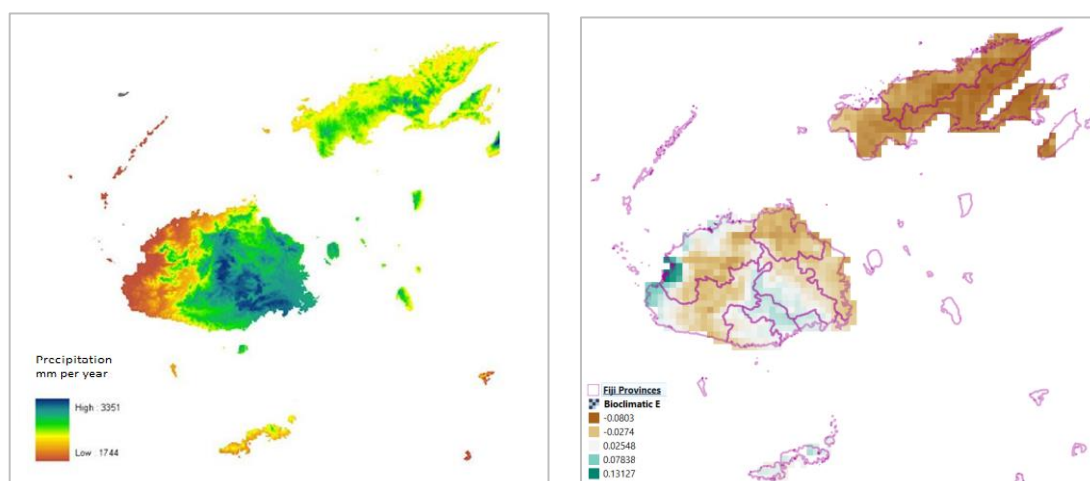 Precipitation
mm per year
High : 3351
Low : 1744
Fiji Provinces
Bioclimatic E
-0.0803
-0.0274
0.02548
0.07838
0.13127